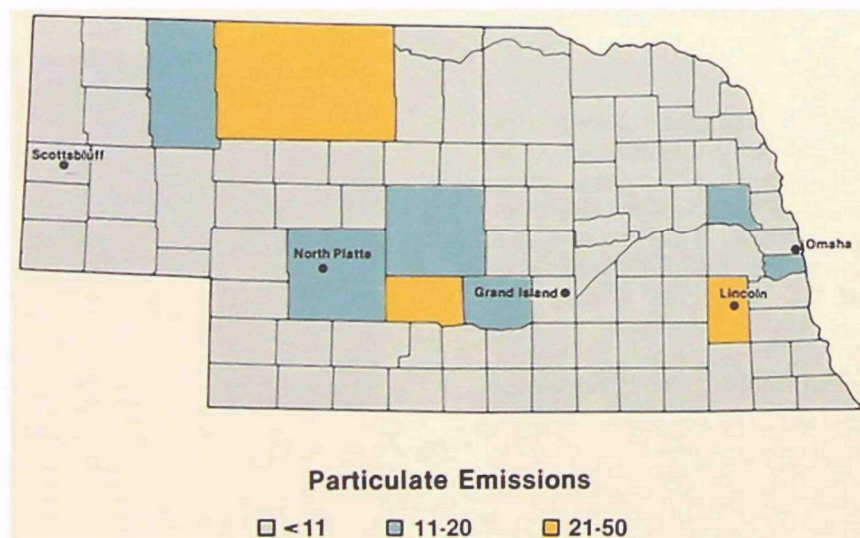 Scottsbluff
North Platte
Grand Island
Lincoln
Omaha
Particulate Emissions
<11 11-20 21-50